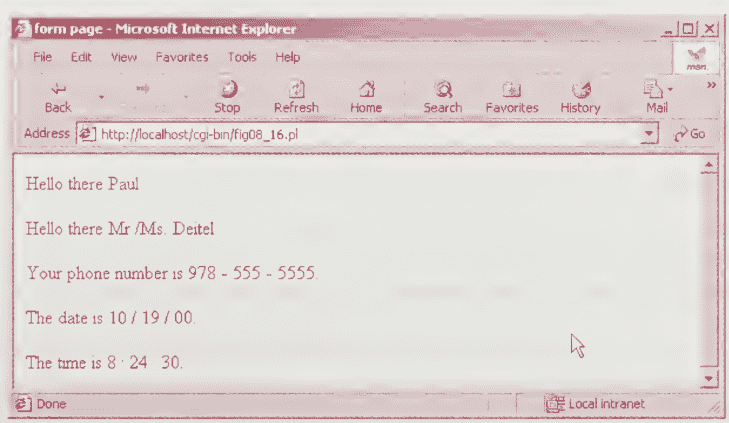 form page - Microsoft Internet Explorer
File Edit View Favorites Tools Help
msn.
Back Stop Refresh Home Search Favorites History Mail »
Address http://localhost/cgi-bin/fig08_16.pl Go
Hello there Paul
Hello there Mr /Ms. Deitel
Your phone number is 978 - 555 - 5555.
The date is 10 / 19 / 00.
The time is 8 : 24 30.
Done Local intranet